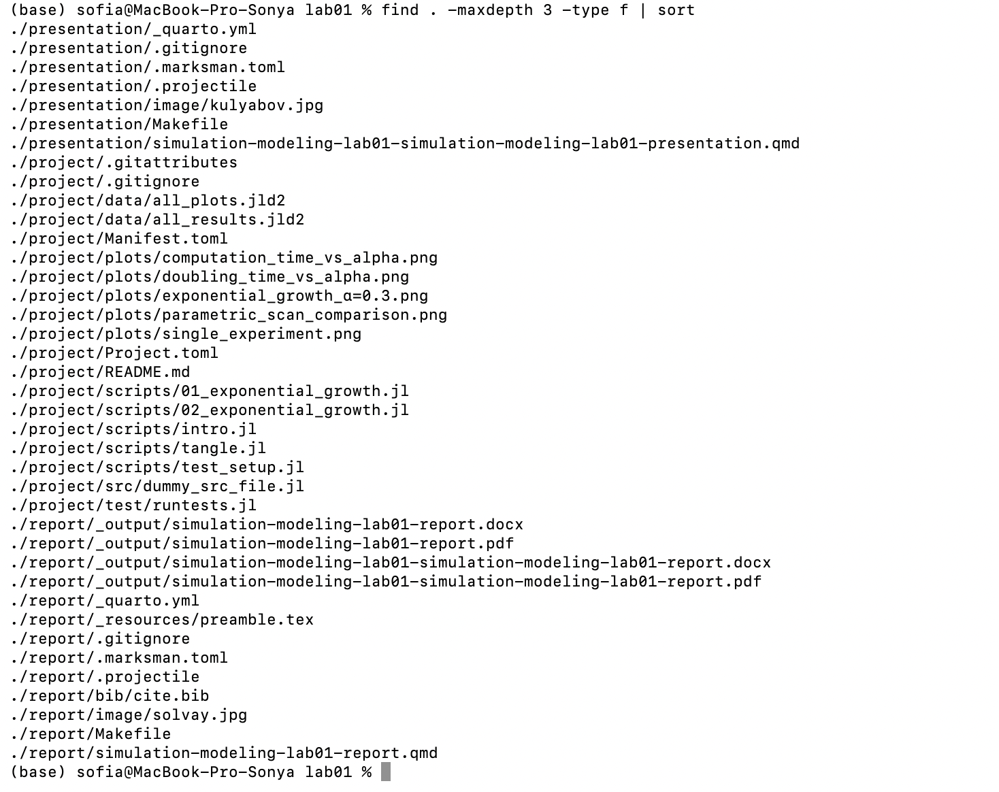 (base) sofia@MacBook-Pro-Sonya lab01 % find . -maxdepth 3 -type f | sort
./presentation/_quarto.yml
./presentation/.gitignore
./presentation/.marksman.toml
./presentation/.projectile
./presentation/image/kulyabov.jpg
./presentation/Makefile
./presentation/simulation-modeling-lab01-simulation-modeling-lab01-presentation.qmd
./project/.gitattributes
./project/.gitignore
./project/data/all_plots.jld2
./project/data/all_results.jld2
./project/Manifest.toml
./project/plots/computation_time_vs_alpha.png
./project/plots/doubling_time_vs_alpha.png
./project/plots/exponential_growth_α=0.3.png
./project/plots/parametric_scan_comparison.png
./project/plots/single_experiment.png
./project/Project.toml
./project/README.md
./project/scripts/01_exponential_growth.jl
./project/scripts/02_exponential_growth.jl
./project/scripts/intro.jl
./project/scripts/tangle.jl
./project/scripts/test_setup.jl
./project/src/dummy_src_file.jl
./project/test/runtests.jl
./report/_output/simulation-modeling-lab01-report.docx
./report/_output/simulation-modeling-lab01-report.pdf
./report/_output/simulation-modeling-lab01-simulation-modeling-lab01-report.docx
./report/_output/simulation-modeling-lab01-simulation-modeling-lab01-report.pdf
./report/_quarto.yml
./report/_resources/preamble.tex
./report/.gitignore
./report/.marksman.toml
./report/.projectile
./report/bib/cite.bib
./report/image/solvay.jpg
./report/Makefile
./report/simulation-modeling-lab01-report.qmd
(base) sofia@MacBook-Pro-Sonya lab01 %